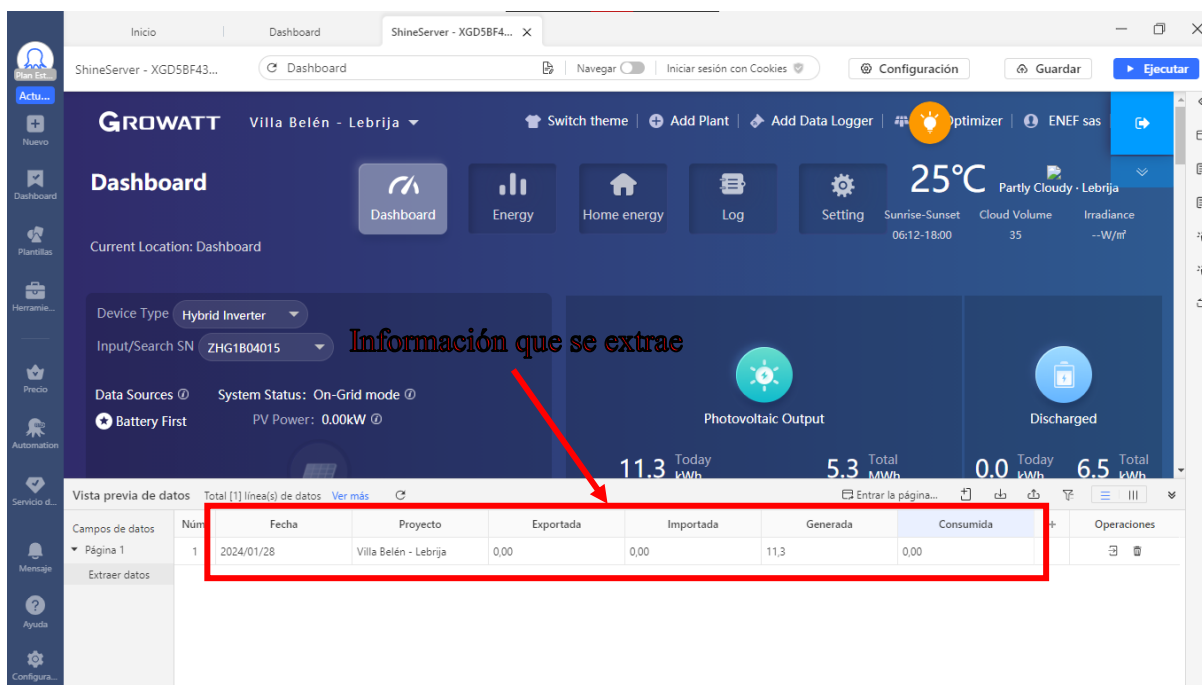 Inicio
Dashboard
ShineServer - XGD5BF4... X
Plan Est...
ShineServer - XGD5BF43...
Dashboard
Navegar
Iniciar sesión con Cookies
Configuración
Guardar
Ejecutar
Actu...
Nuevo
Dashboard
Plantillas
Herramie...
Precio
Automation
Servicio d...
Mensaje
Ayuda
Configura...
GROWATT
Villa Belén - Lebrija
Switch theme
Add Plant
Add Data Logger
ENEF sas
Dashboard
Dashboard
Energy
Home energy
Log
Setting
25℃
Partly Cloudy · Lebrija
Sunrise-Sunset
Cloud Volume
Irradiance
06:12-18:00
35
--W/㎡
Current Location: Dashboard
Device Type
Hybrid Inverter
Input/Search SN
ZHG1B04015
Información que se extrae
Data Sources
System Status: On-Grid mode
Battery First
PV Power: 0.00kW
Photovoltaic Output
Discharged
11.3 Today kWh
5.3 Total MWh
0.0 Today kWh
6.5 Total kWh
Vista previa de datos
Total [1] línea(s) de datos
Ver más
Entrar la página...
Campos de datos
Página 1
Extraer datos
Núm
Fecha
Proyecto
Exportada
Importada
Generada
Consumida
Operaciones
1
2024/01/28
Villa Belén - Lebrija
0,00
0,00
11,3
0,00